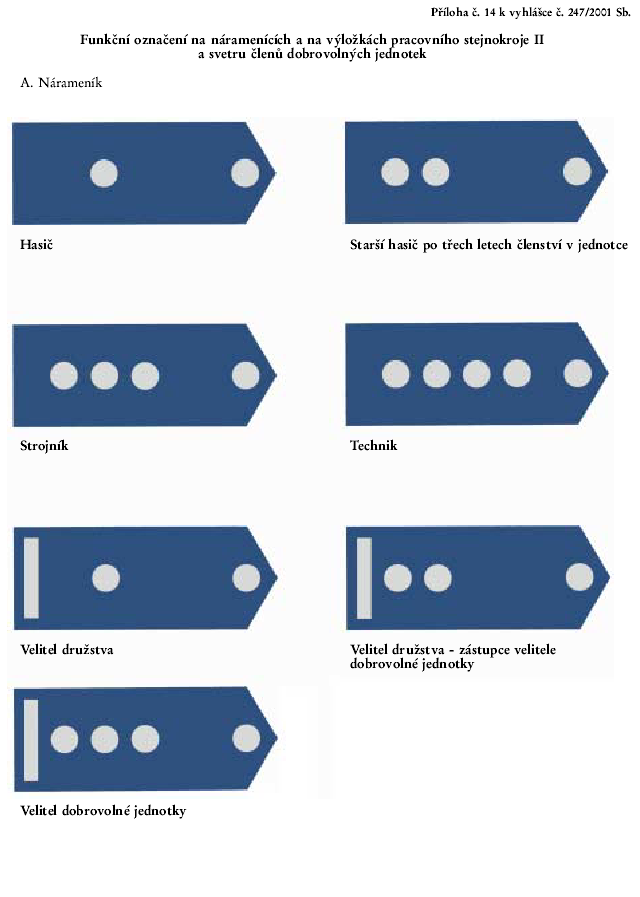 Příloha č. 14 k vyhlášce č. 247/2001 Sb.
Funkční označení na náramenících a na výložkách pracovního stejnokroje II
a svetru členů dobrovolných jednotek
A. Nárameník
Hasič
Starší hasič po třech letech členství v jednotce
Strojník
Technik
Velitel družstva
Velitel družstva - zástupce velitele
dobrovolné jednotky
Velitel dobrovolné jednotky